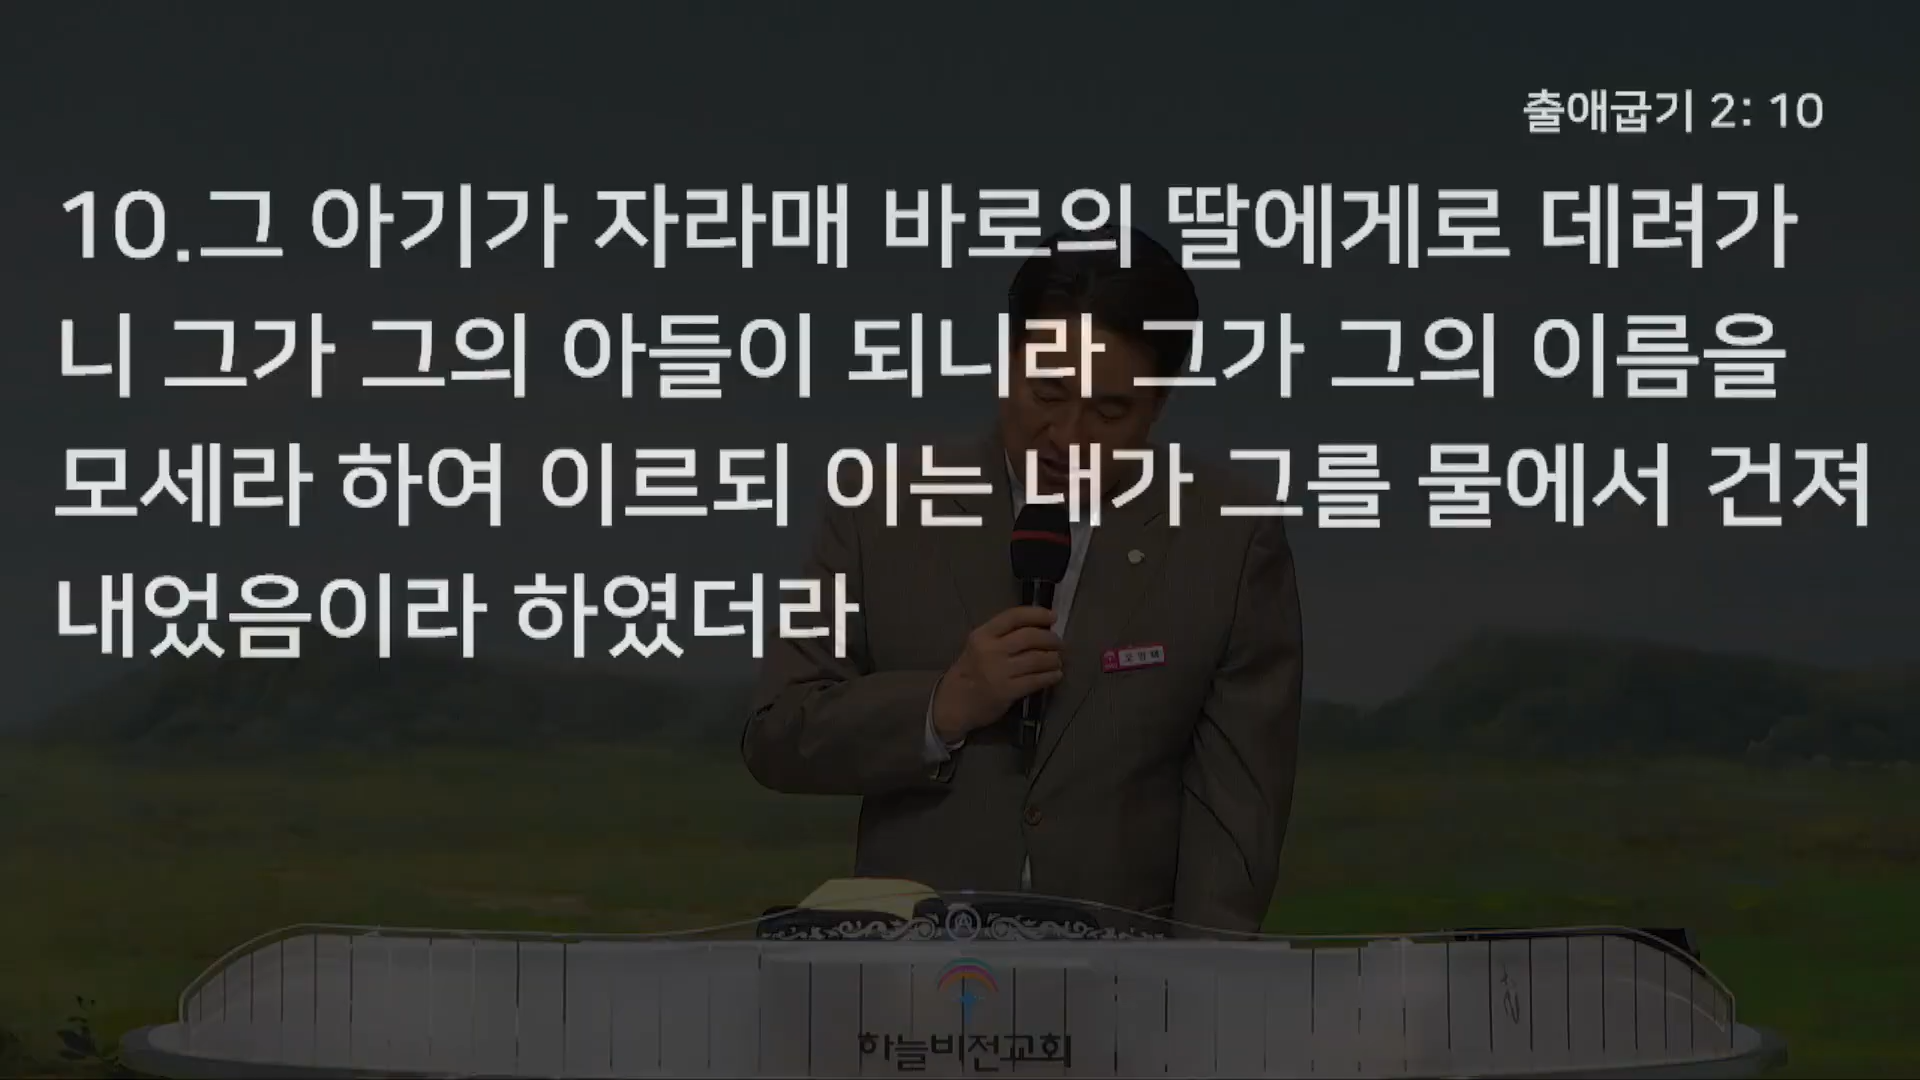 출애굽기 2: 10
10.그 아기가 자라매 바로의 딸에게로 데려가
니 그가 그의 아들이 되니라 그가 그의 이름을
모세라 하여 이르되 이는 내가 그를 물에서 건져
내었음이라 하였더라
하늘비전교회